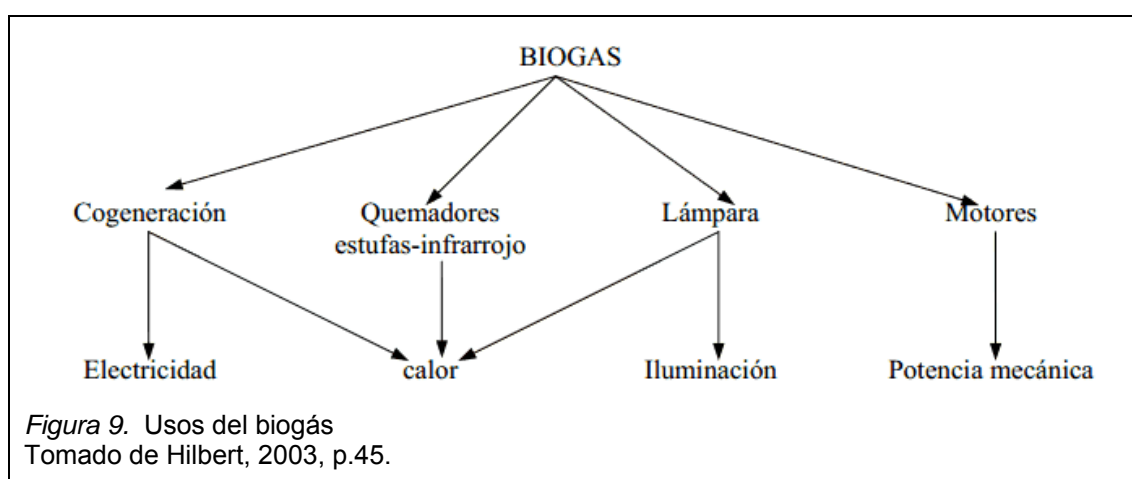 BIOGAS
Cogeneración Quemadores Lámpara Motores
estufas-infrarrojo
Electricidad calor Iluminación Potencia mecánica
Figura 9. Usos del biogás
Tomado de Hilbert, 2003, p.45.